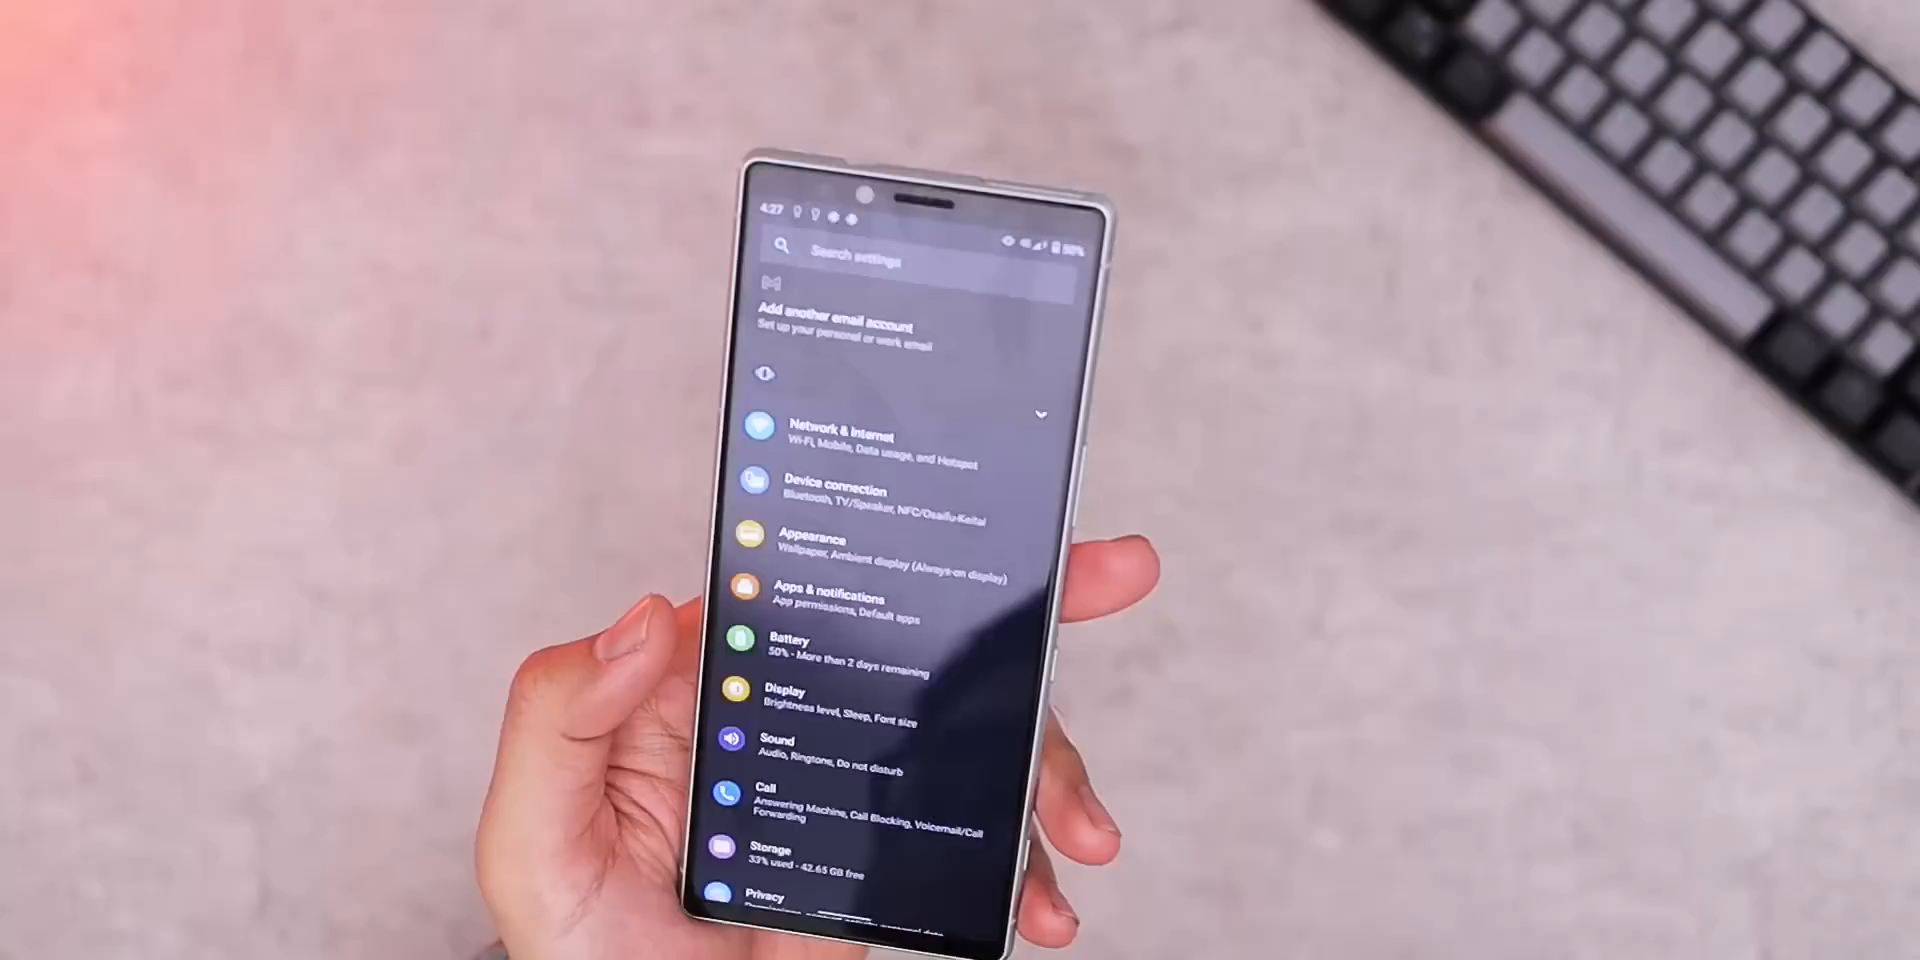 4:27
50%
Search settings
Add another email account
Set up your personal or work email
Network & Internet
Wi-Fi, Mobile, Data usage, and Hotspot
Device connection
Bluetooth, TV/Speaker, NFC/Osaifu-Keitai
Appearance
Wallpaper, Ambient display (Always-on display)
Apps & notifications
App permissions, Default apps
Battery
50% - More than 2 days remaining
Display
Brightness level, Sleep, Font size
Sound
Audio, Ringtone, Do not disturb
Call
Answering Machine, Call Blocking, Voicemail/Call
Forwarding
Storage
33% used - 42.65 GB free
Privacy